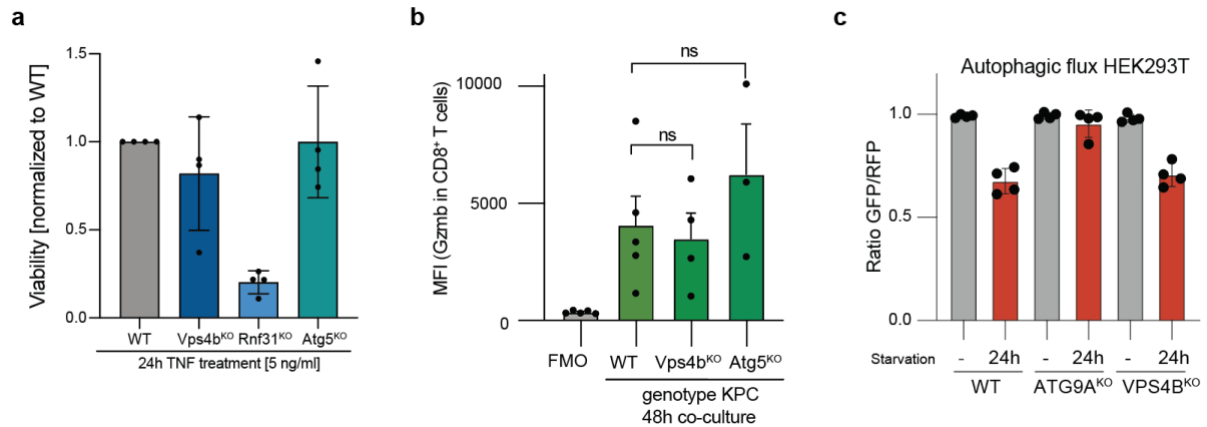 a
Viability [normalized to WT]
1.5
1.0
0.5
0.0
WT Vps4bᴷᴼ Rnf31ᴷᴼ Atg5ᴷᴼ
24h TNF treatment [5 ng/ml]
b
MFI (Gzmb in CD8⁺ T cells)
10000
5000
0
ns
ns
FMO WT Vps4bᴷᴼ Atg5ᴷᴼ
genotype KPC
48h co-culture
c
Autophagic flux HEK293T
Ratio GFP/RFP
1.0
0.5
0.0
Starvation - 24h - 24h - 24h
WT ATG9Aᴷᴼ VPS4Bᴷᴼ